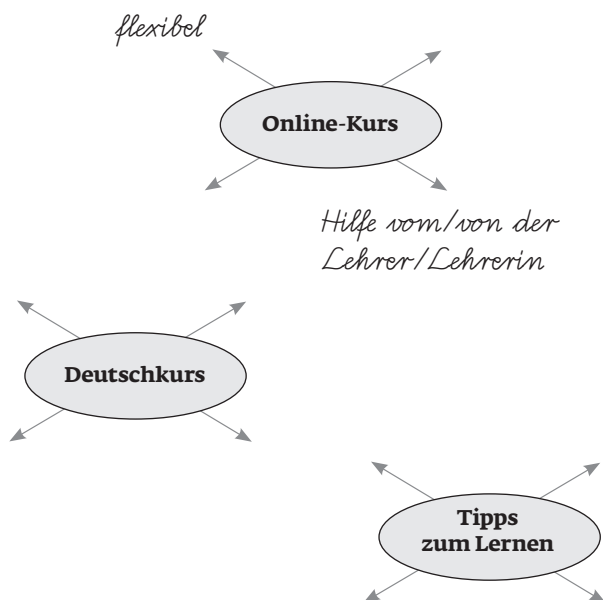 flexibel
Online-Kurs
Hilfe vom/von der
Lehrer/Lehrerin
Deutschkurs
Tipps
zum Lernen